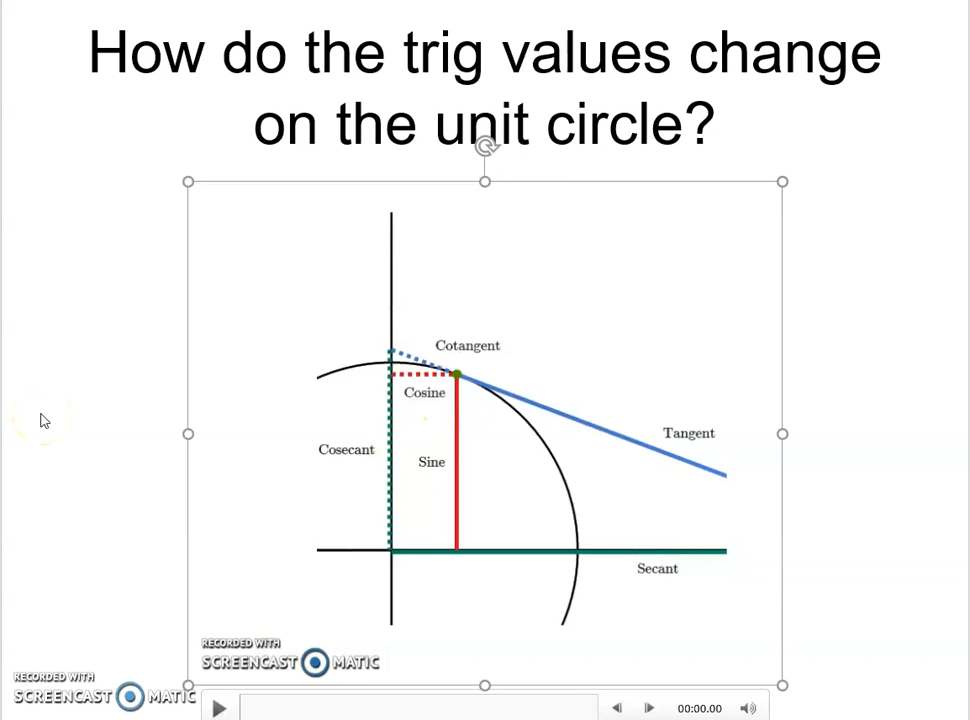 How do the trig values change
on the unit circle?
Cotangent
Cosine
Tangent
Cosecant
Sine
Secant
RECORDED WITH
SCREENCAST MATIC
RECORDED WITH
SCREENCAST MATIC
00:00.00